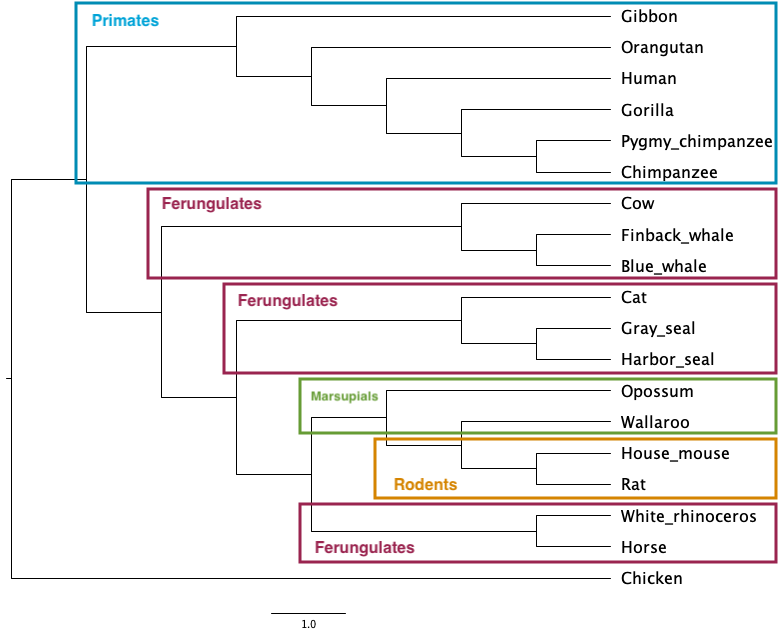 Primates
Gibbon
Orangutan
Human
Gorilla
Pygmy_chimpanzee
Chimpanzee
Ferungulates
Cow
Finback_whale
Blue_whale
Ferungulates
Cat
Gray_seal
Harbor_seal
Marsupials
Opossum
Wallaroo
House_mouse
Rodents
Rat
White_rhinoceros
Ferungulates
Horse
Chicken
1.0